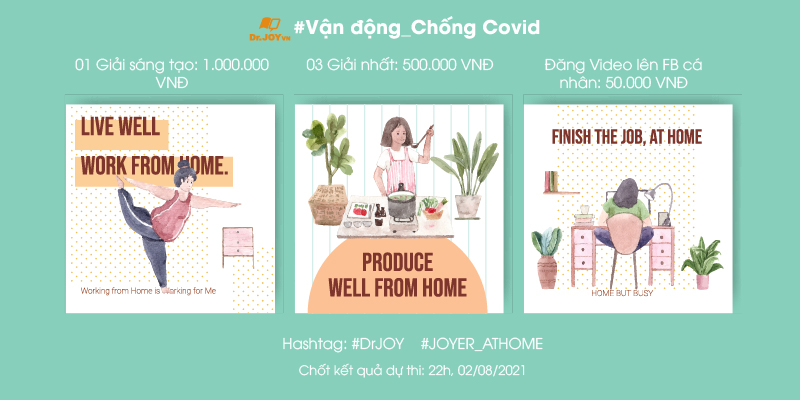 Dr.JOY.vn
#Vận động_Chống Covid
01 Giải sáng tạo: 1.000.000
VNĐ
03 Giải nhất: 500.000 VNĐ
Đăng Video lên FB cá
nhân: 50.000 VNĐ
LIVE WELL
WORK FROM HOME.
Working from Home is Working for Me
PRODUCE
WELL FROM HOME
FINISH THE JOB, AT HOME
HOME BUT BUSY
Hashtag: #DrJOY #JOYER_ATHOME
Chốt kết quả dự thi: 22h, 02/08/2021